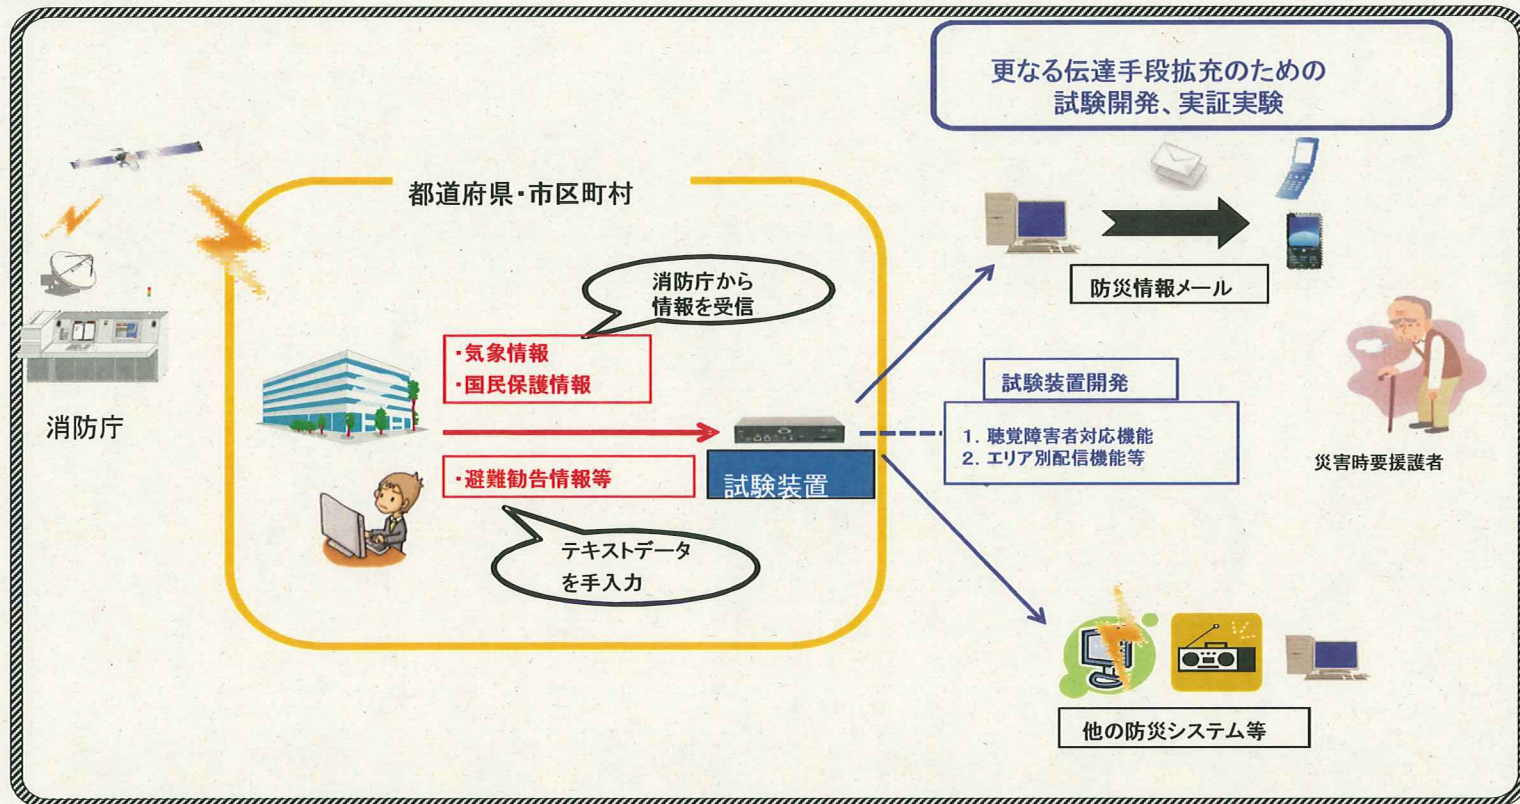 更なる伝達手段拡充のための
試験開発、実証実験
都道府県・市区町村
消防庁から
情報を受信
防災情報メール
・気象情報
・国民保護情報
試験装置開発
消防庁
1. 聴覚障害者対応機能
2. エリア別配信機能等
災害時要援護者
・避難勧告情報等
試験装置
テキストデータ
を手入力
他の防災システム等